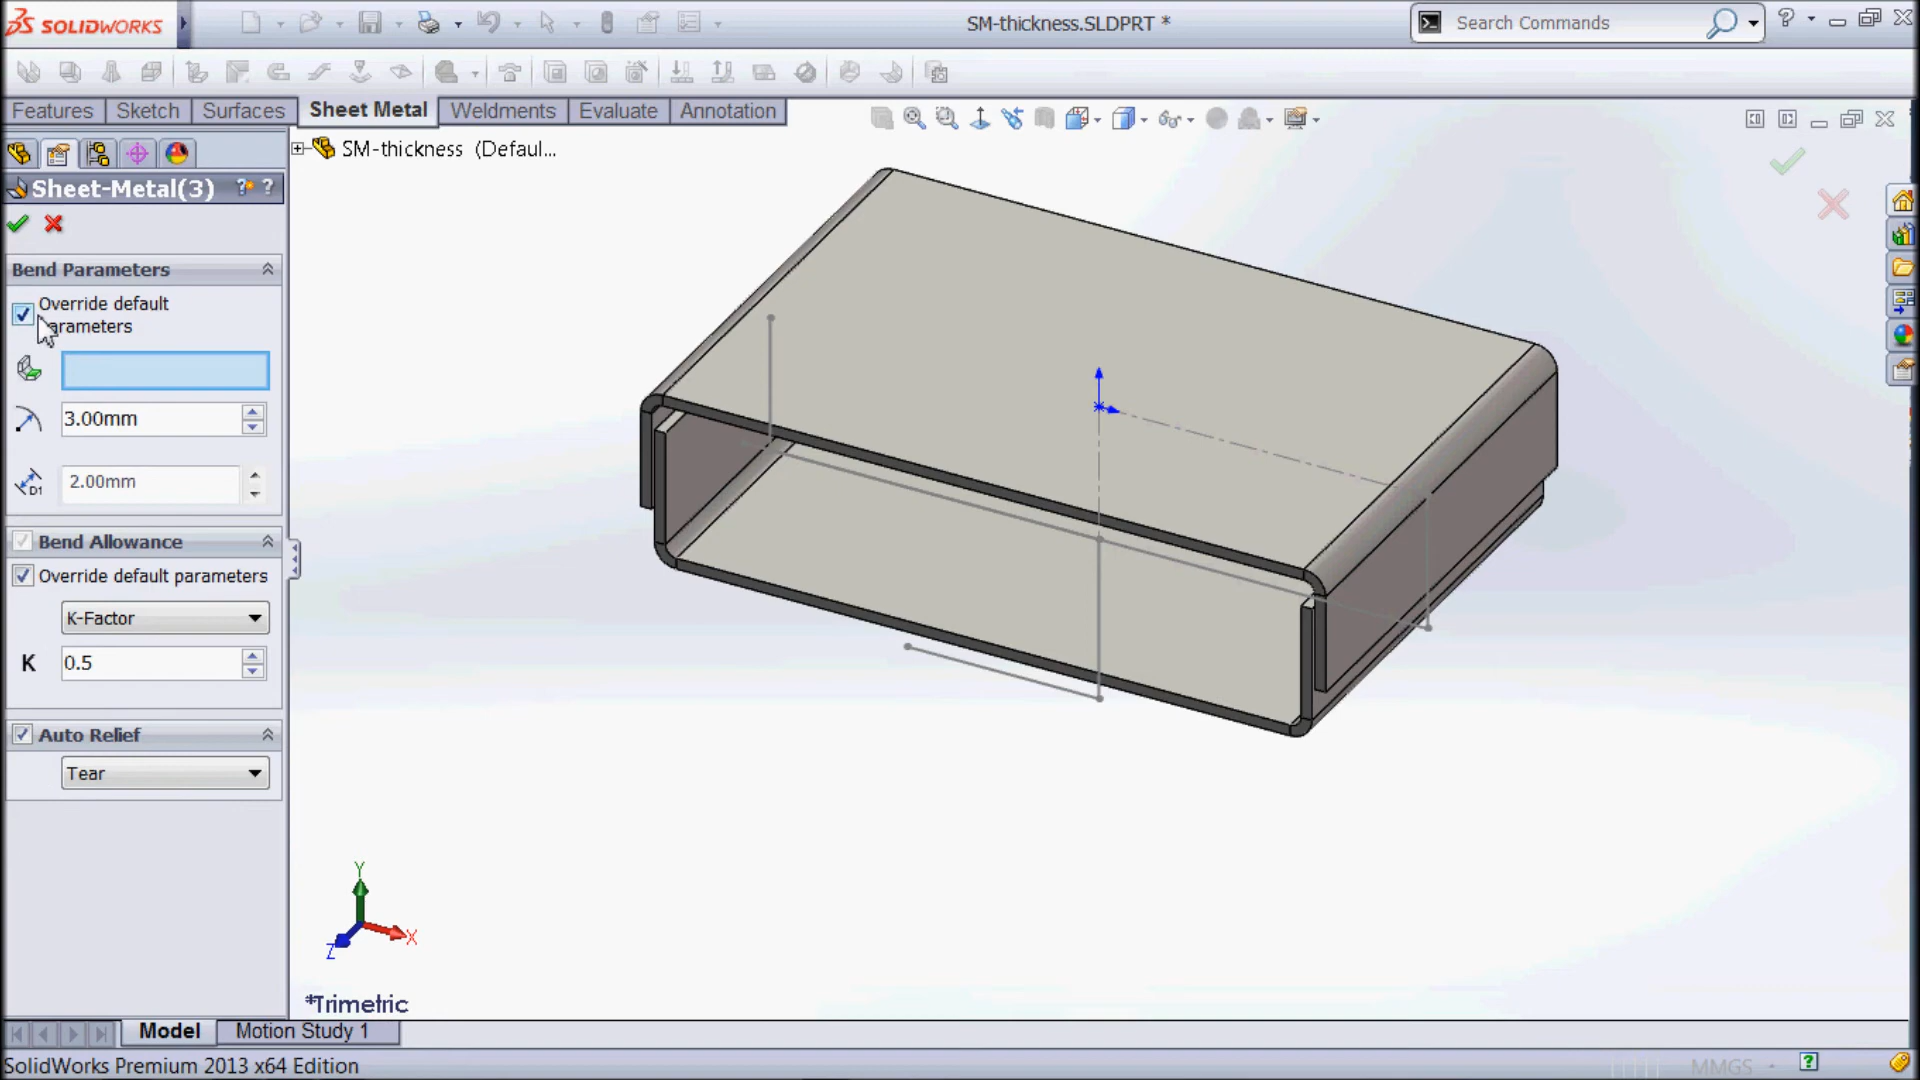 SOLIDWORKS
SM-thickness.SLDPRT *
Search Commands
Features
Sketch
Surfaces
Sheet Metal
Weldments
Evaluate
Annotation
SM-thickness (Defaul...
Sheet-Metal(3)
Bend Parameters
Override default
parameters
3.00mm
D1
2.00mm
Bend Allowance
Override default parameters
K-Factor
K
0.5
Auto Relief
Tear
Y
X
Z
*Trimetric
Model
Motion Study 1
SolidWorks Premium 2013 x64 Edition
MMGS